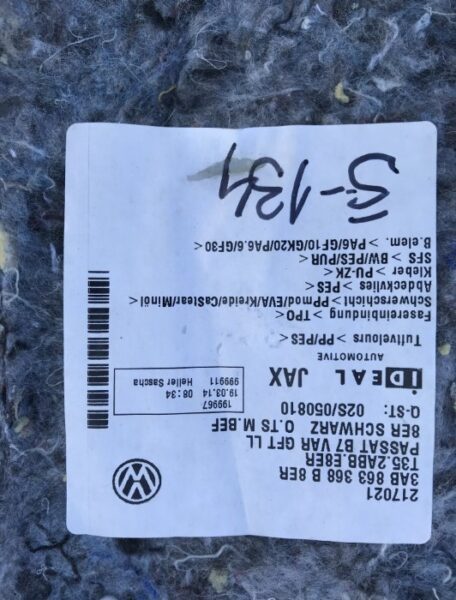 217021
3AB 863 368 B 8ER
T35.2ABB.E8ER
PASSAT B7 VAR GFT LL
8ER SCHWARZ O.TS M.BEF
Q-ST: 02S/050810
199967
19.03.14 08:34
999911 Heller Sascha
iDEAL JAX
AUTOMOTIVE
Tuftvelours > PP/PES<
Fasereinbindung > TPO<
Schwerschicht > PPmod/EVA/Kreide/CaStear/Minöl<
Abdeckvlies > PES<
Kleber > PU-ZK<
SFS > BW/PES/PUR<
B.elem. > PA6/GF10/GK20/PA6.6/GF30<
S-134